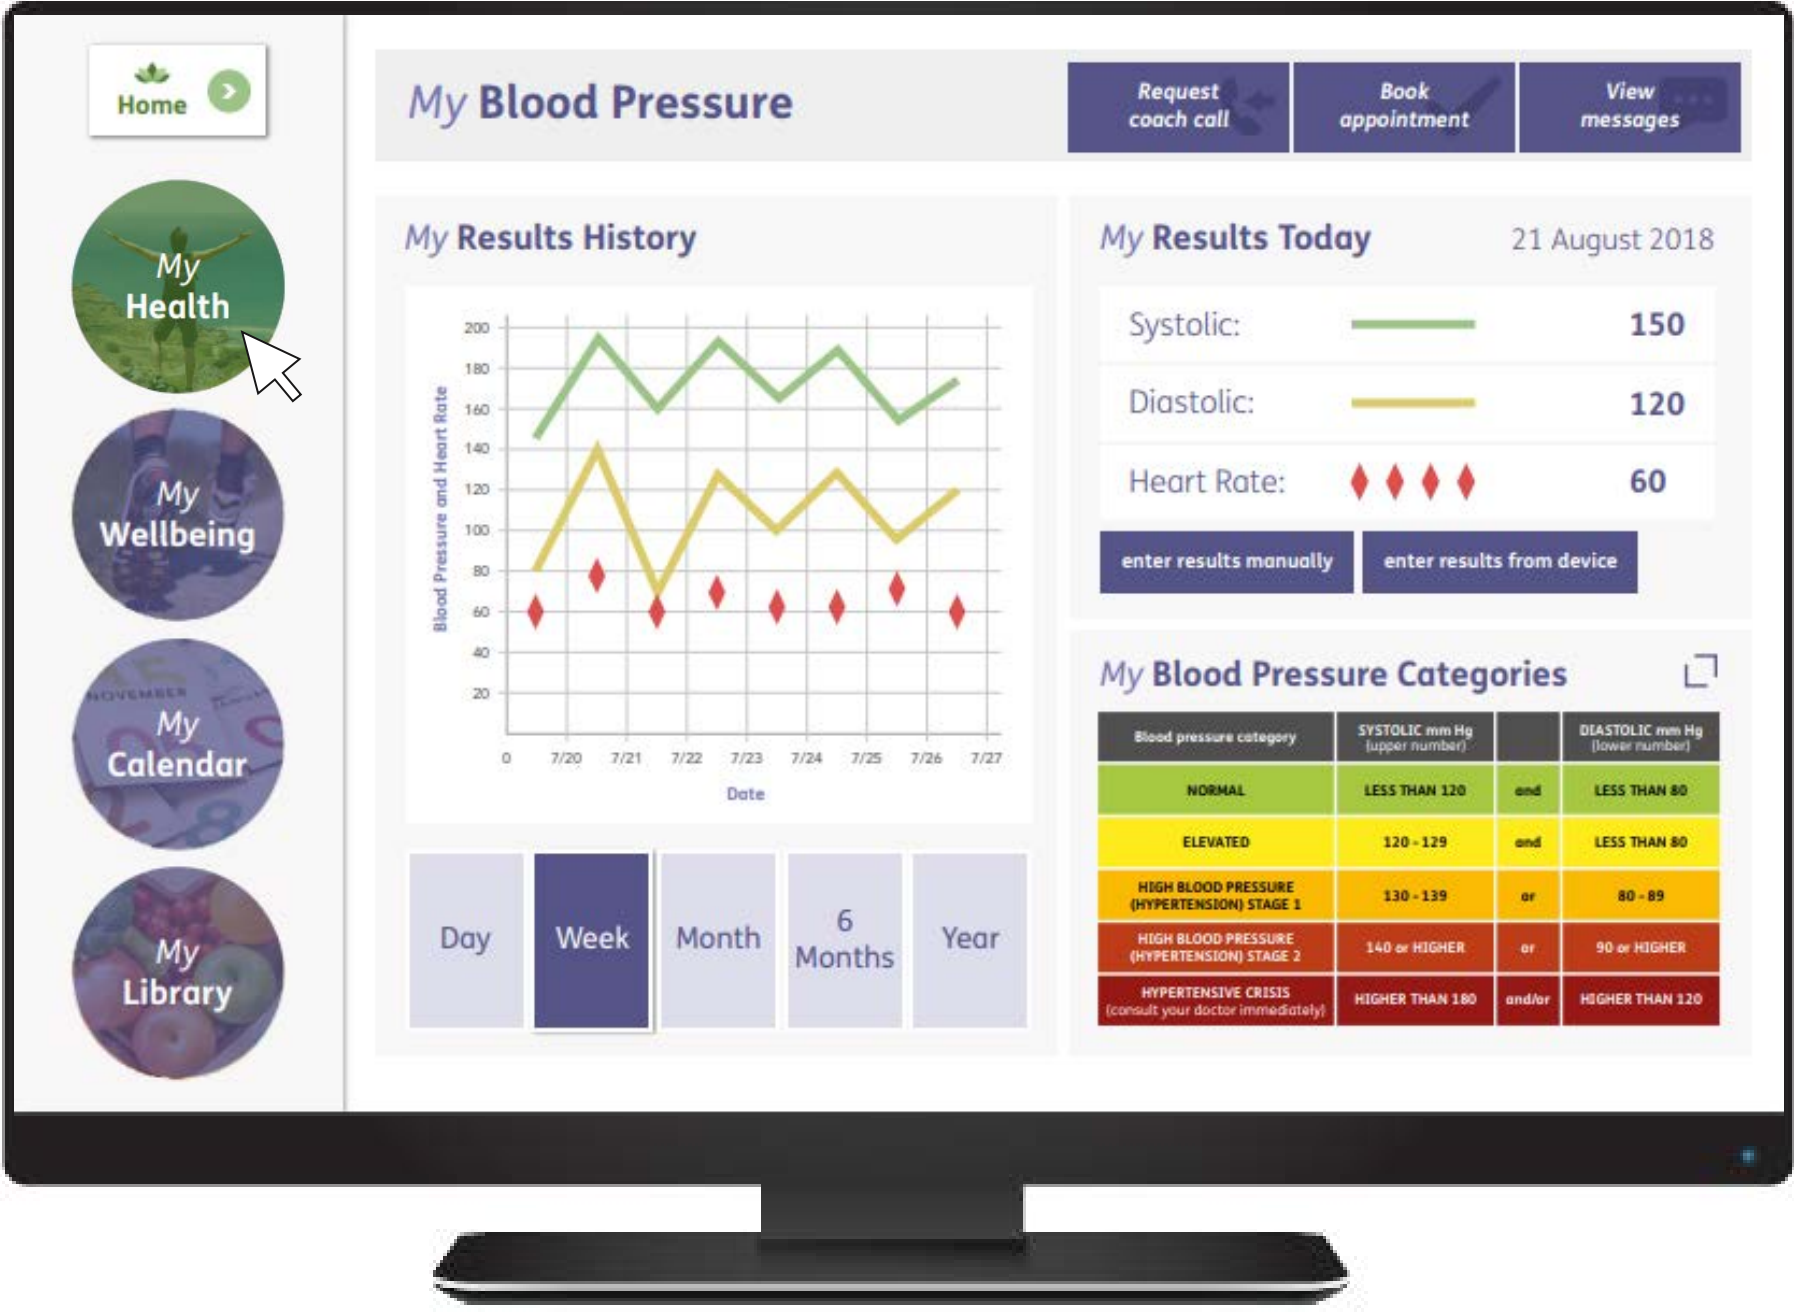 Home
My
Health
My
Wellbeing
NOVEMBER
My
Calendar
My
Library
My Blood Pressure
Request
coach call
Book
appointment
View
messages
My Results History
Blood Pressure and Heart Rate
200
180
160
140
120
100
80
60
40
20
0 7/20 7/21 7/22 7/23 7/24 7/25 7/26 7/27
Date
Day
Week
Month
6
Months
Year
My Results Today 21 August 2018
Systolic: 150
Diastolic: 120
Heart Rate: 60
enter results manually
enter results from device
My Blood Pressure Categories
Blood pressure category
SYSTOLIC mm Hg
(upper number)
DIASTOLIC mm Hg
(lower number)
NORMAL LESS THAN 120 and LESS THAN 80
ELEVATED 120 - 129 and LESS THAN 80
HIGH BLOOD PRESSURE
(HYPERTENSION) STAGE 1
130 - 139 or 80 - 89
HIGH BLOOD PRESSURE
(HYPERTENSION) STAGE 2
140 or HIGHER or 90 or HIGHER
HYPERTENSIVE CRISIS
(consult your doctor immediately)
HIGHER THAN 180 and/or HIGHER THAN 120